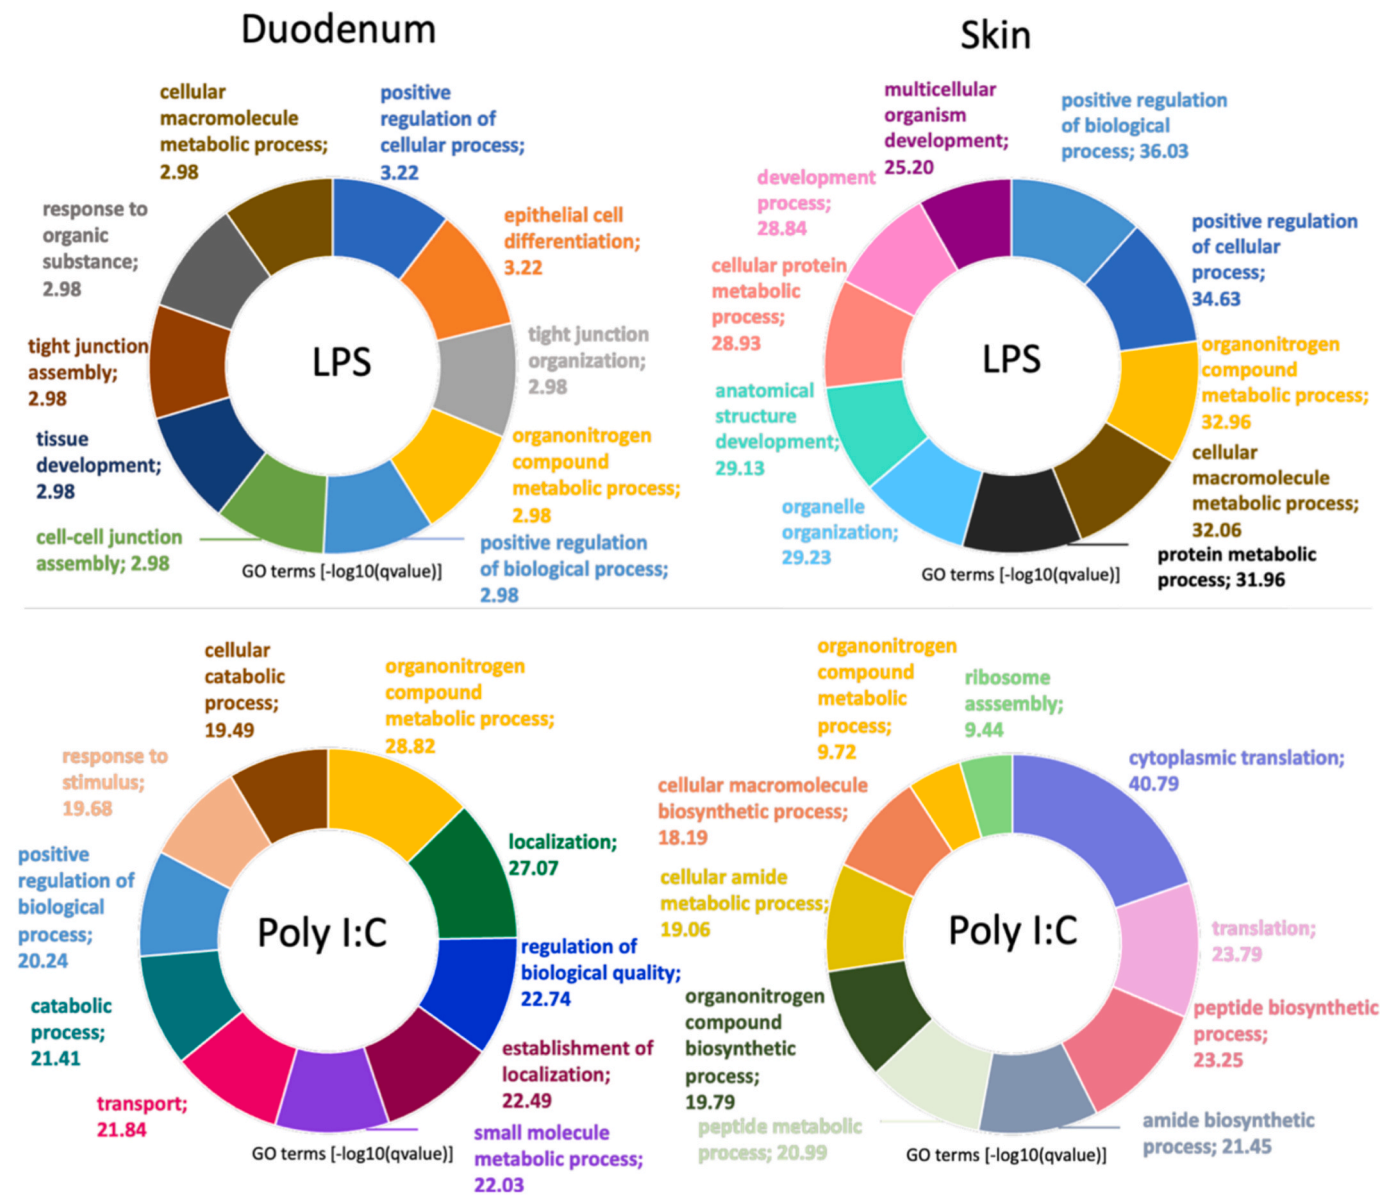 Duodenum
cellular
macromolecule
metabolic process;
2.98
positive
regulation of
cellular process;
3.22
epithelial cell
differentiation;
3.22
tight junction
organization;
2.98
organonitrogen
compound
metabolic process;
2.98
positive regulation
of biological process;
2.98
cell-cell junction
assembly; 2.98
tissue
development;
2.98
tight junction
assembly;
2.98
response to
organic
substance;
2.98
LPS
GO terms [-log10(qvalue)]
Skin
multicellular
organism
development;
25.20
positive regulation
of biological
process; 36.03
positive regulation
of cellular
process;
34.63
organonitrogen
compound
metabolic process;
32.96
cellular
macromolecule
metabolic process;
32.06
protein metabolic
process; 31.96
organelle
organization;
29.23
anatomical
structure
development;
29.13
cellular protein
metabolic
process;
28.93
development
process;
28.84
LPS
GO terms [-log10(qvalue)]
cellular
catabolic
process;
19.49
organonitrogen
compound
metabolic process;
28.82
localization;
27.07
regulation of
biological quality;
22.74
establishment of
localization;
22.49
small molecule
metabolic process;
22.03
transport;
21.84
catabolic
process;
21.41
positive
regulation of
biological
process;
20.24
response to
stimulus;
19.68
Poly I:C
GO terms [-log10(qvalue)]
organonitrogen
compound
metabolic
process;
9.72
ribosome
asssembly;
9.44
cytoplasmic translation;
40.79
translation;
23.79
peptide biosynthetic
process;
23.25
amide biosynthetic
process; 21.45
peptide metabolic
process; 20.99
organonitrogen
compound
biosynthetic
process;
19.79
cellular amide
metabolic process;
19.06
cellular macromolecule
biosynthetic process;
18.19
Poly I:C
GO terms [-log10(qvalue)]